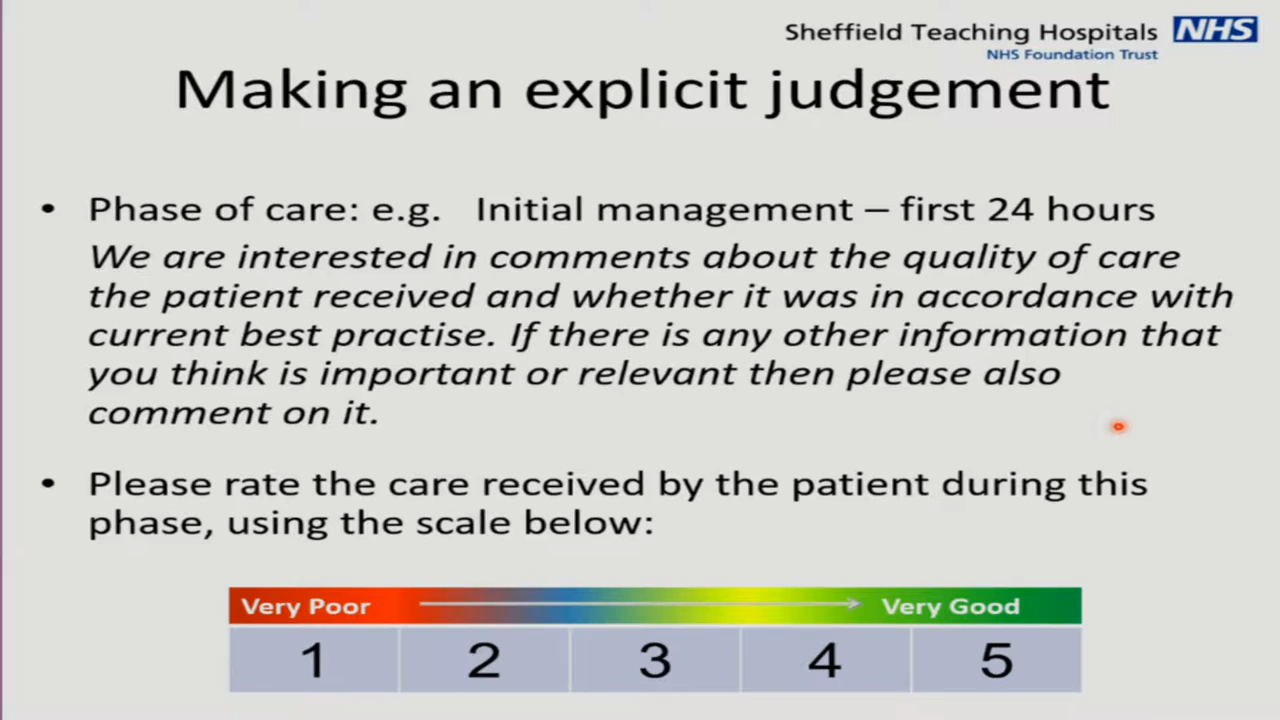 Sheffield Teaching Hospitals NHS
NHS Foundation Trust
Making an explicit judgement
• Phase of care: e.g. Initial management – first 24 hours
We are interested in comments about the quality of care
the patient received and whether it was in accordance with
current best practise. If there is any other information that
you think is important or relevant then please also
comment on it.
• Please rate the care received by the patient during this
phase, using the scale below:
Very Poor Very Good
1 2 3 4 5